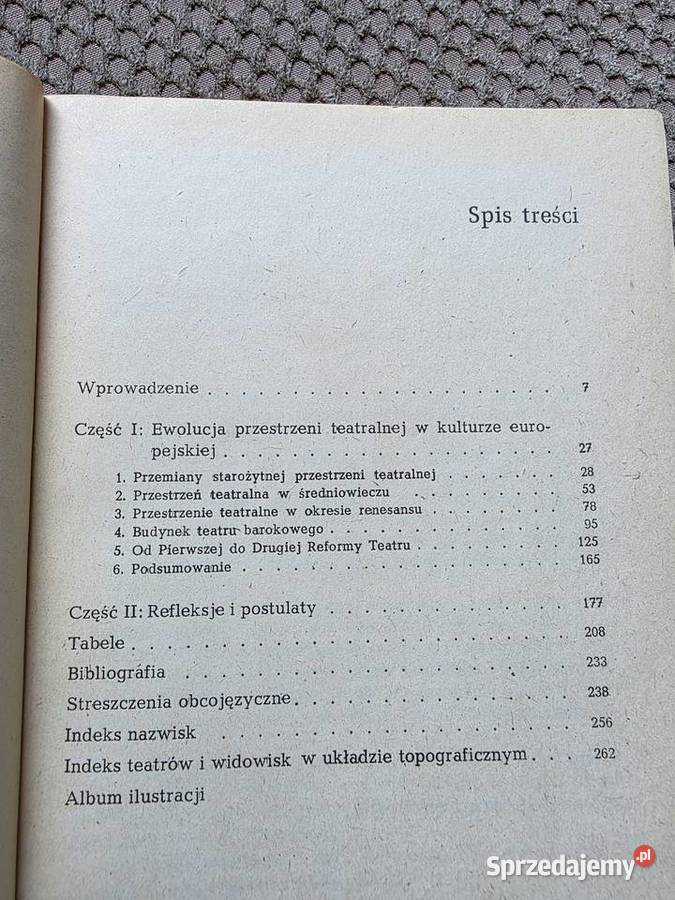 Spis treści
Wprowadzenie . . . . . . . . . . . . . . . . . . . . 7
Część I: Ewolucja przestrzeni teatralnej w kulturze euro-
pejskiej . . . . . . . . . . . . . . . . . . 27
1. Przemiany starożytnej przestrzeni teatralnej . . . . . . . 28
2. Przestrzeń teatralna w średniowieczu . . . . . . . . 53
3. Przestrzenie teatralne w okresie renesansu . . . . . . . . 78
4. Budynek teatru barokowego . . . . . . . . . . . . . 95
5. Od Pierwszej do Drugiej Reformy Teatru . . . . . . . . 125
6. Podsumowanie . . . . . . . . . . . . . . . . . . 165
Część II: Refleksje i postulaty . . . . . . . . . . . . 177
Tabele . . . . . . . . . . . . . . . . . . . . . . 208
Bibliografia . . . . . . . . . . . . . . . . . . . . 233
Streszczenia obcojęzyczne . . . . . . . . . . . . . . 238
Indeks nazwisk . . . . . . . . . . . . . . . . . . 256
Indeks teatrów i widowisk w układzie topograficznym . . . 262
Album ilustracji
Sprzedajemy.pl